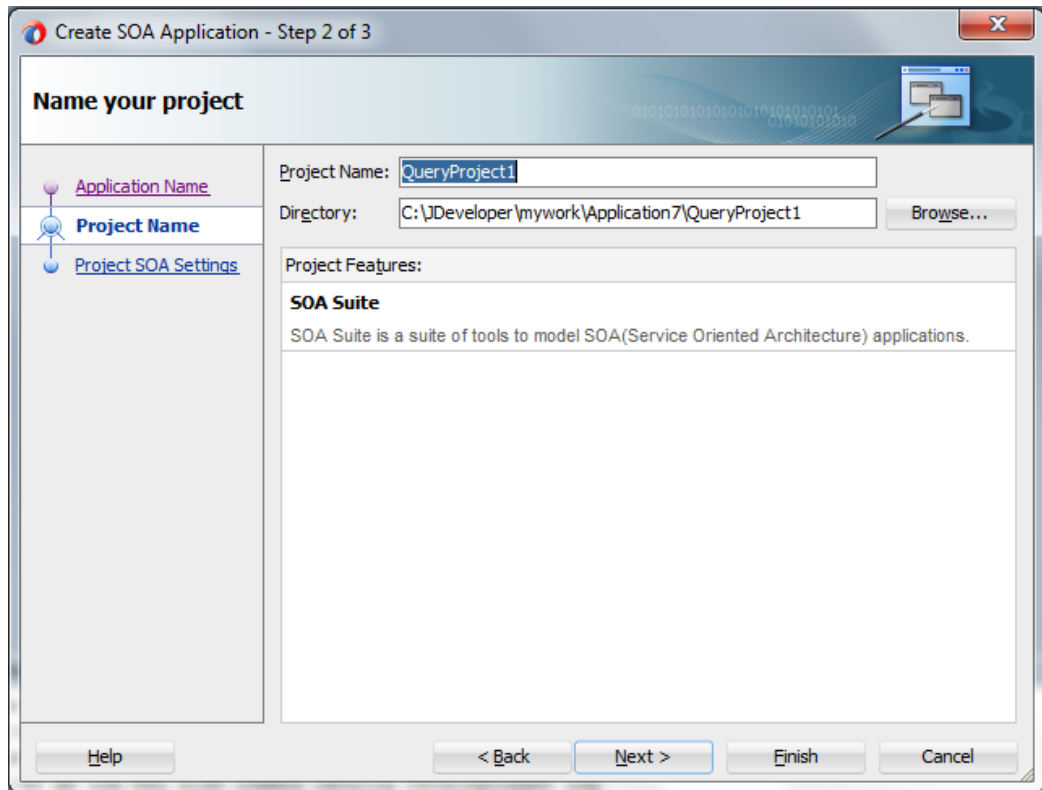 Create SOA Application - Step 2 of 3
Name your project
Application Name
Project Name
Project SOA Settings
Project Name: QueryProject1
Directory: C:\JDeveloper\mywork\Application7\QueryProject1 Browse...
Project Features:
SOA Suite
SOA Suite is a suite of tools to model SOA(Service Oriented Architecture) applications.
Help < Back Next > Finish Cancel